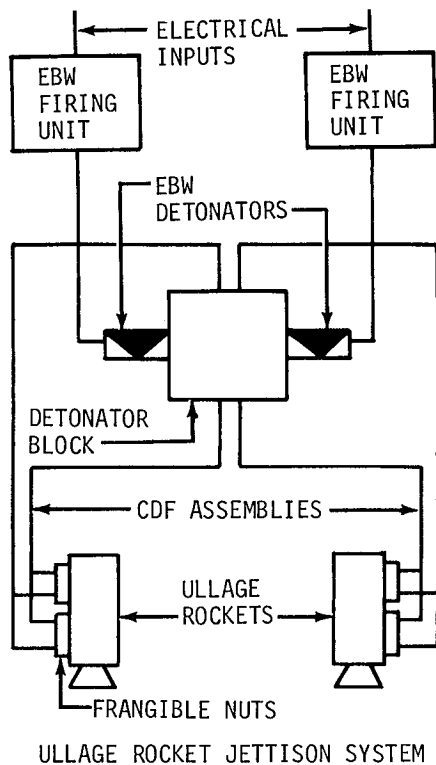 ELECTRICAL
INPUTS
EBW
FIRING
UNIT
EBW
FIRING
UNIT
EBW
DETONATORS
DETONATOR
BLOCK
CDF ASSEMBLIES
ULLAGE
ROCKETS
FRANGIBLE NUTS
ULLAGE ROCKET JETTISON SYSTEM